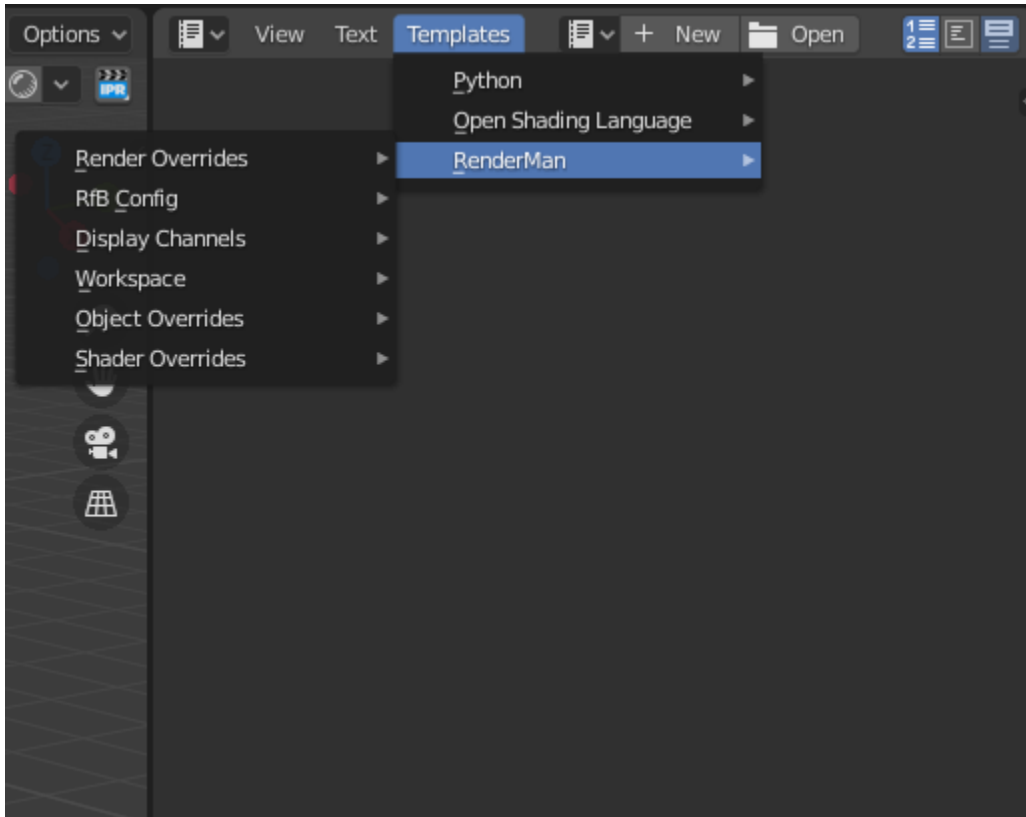 Options View Text Templates New Open
IPR
Python
Open Shading Language
RenderMan
Render Overrides
RfB Config
Display Channels
Workspace
Object Overrides
Shader Overrides